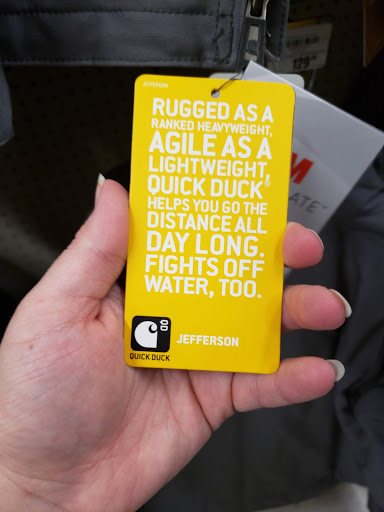 JEFFERSON
RUGGED AS A
RANKED HEAVYWEIGHT,
AGILE AS A
LIGHTWEIGHT,
QUICK DUCK®
HELPS YOU GO THE
DISTANCE ALL
DAY LONG.
FIGHTS OFF
WATER, TOO.
QUICK DUCK
JEFFERSON
M
ATE™